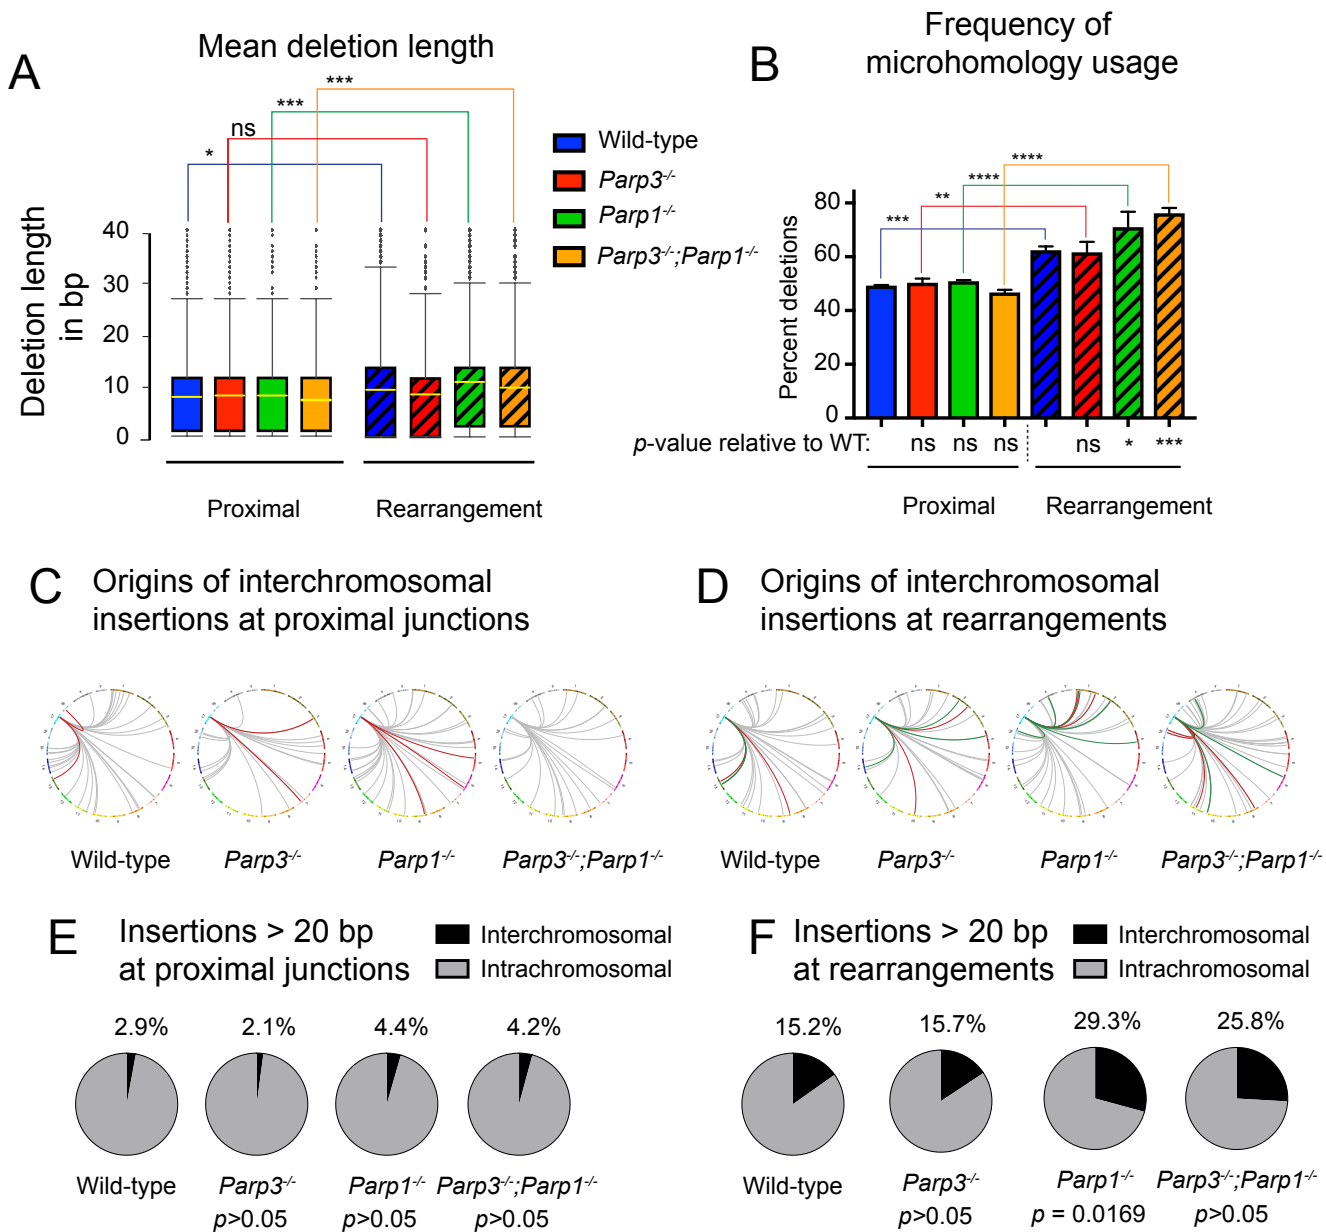 A
Mean deletion length
***
***
ns
*
Deletion length
in bp
40
30
20
10
0
Proximal
Rearrangement
Wild-type
Parp3-/-
Parp1-/-
Parp3-/-;Parp1-/-
B
Frequency of
microhomology usage
****
****
**
***
Percent deletions
80
60
40
20
0
p-value relative to WT: ns ns ns ns * ***
Proximal
Rearrangement
C
Origins of interchromosomal
insertions at proximal junctions
Wild-type
Parp3-/-
Parp1-/-
Parp3-/-;Parp1-/-
D
Origins of interchromosomal
insertions at rearrangements
Wild-type
Parp3-/-
Parp1-/-
Parp3-/-;Parp1-/-
E
Insertions > 20 bp
at proximal junctions
Interchromosomal
Intrachromosomal
2.9% 2.1% 4.4% 4.2%
Wild-type
Parp3-/-
p>0.05
Parp1-/-
p>0.05
Parp3-/-;Parp1-/-
p>0.05
F
Insertions > 20 bp
at rearrangements
Interchromosomal
Intrachromosomal
15.2% 15.7% 29.3% 25.8%
Wild-type
Parp3-/-
p>0.05
Parp1-/-
p = 0.0169
Parp3-/-;Parp1-/-
p>0.05